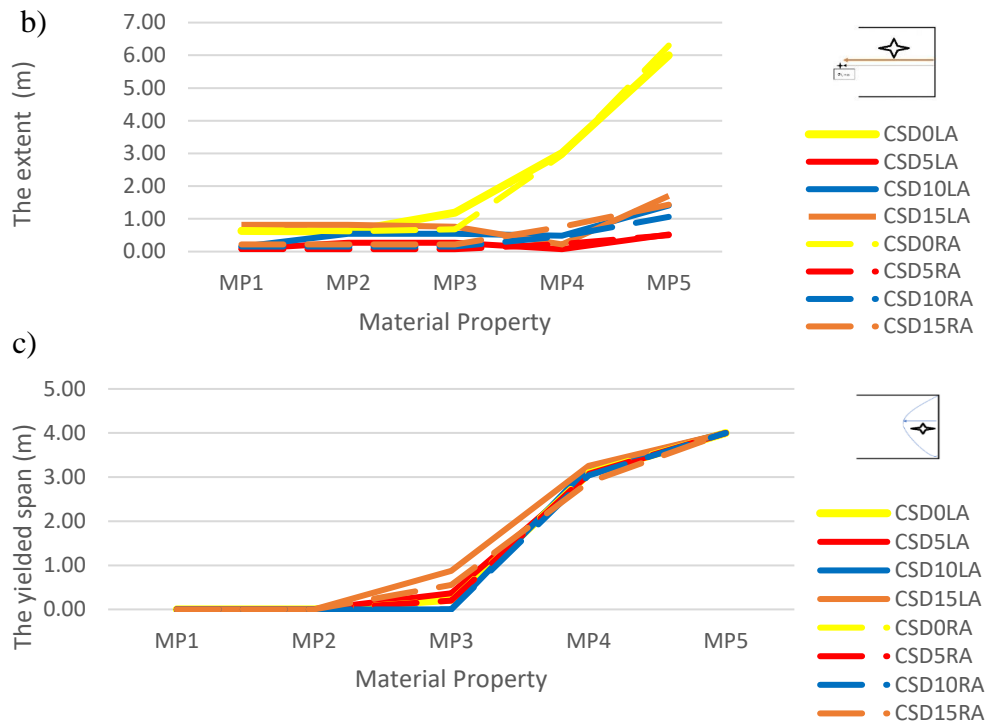 b)
The extent (m)
7.00
6.00
5.00
4.00
3.00
2.00
1.00
0.00
MP1 MP2 MP3 MP4 MP5
Material Property
CSD0LA
CSD5LA
CSD10LA
CSD15LA
CSD0RA
CSD5RA
CSD10RA
CSD15RA
c)
The yielded span (m)
5.00
4.00
3.00
2.00
1.00
0.00
MP1 MP2 MP3 MP4 MP5
Material Property
CSD0LA
CSD5LA
CSD10LA
CSD15LA
CSD0RA
CSD5RA
CSD10RA
CSD15RA